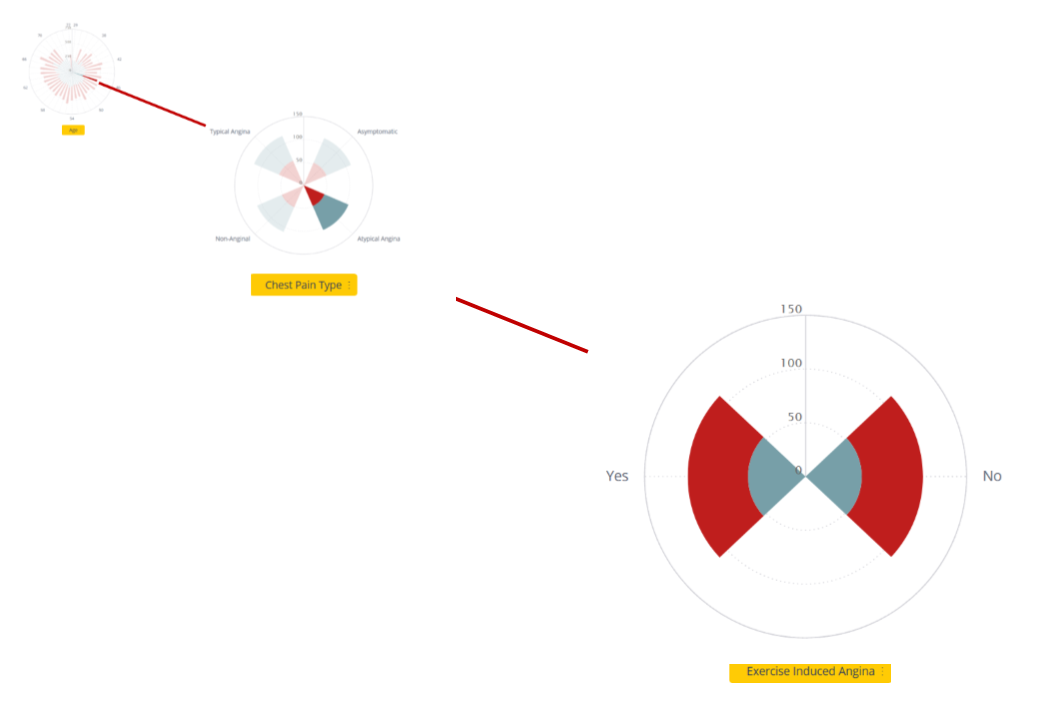 Age
150
Typical Angina
Asymptomatic
100
50
0
Non-Anginal
Atypical Angina
Chest Pain Type
150
100
50
0
Yes
No
Exercise Induced Angina